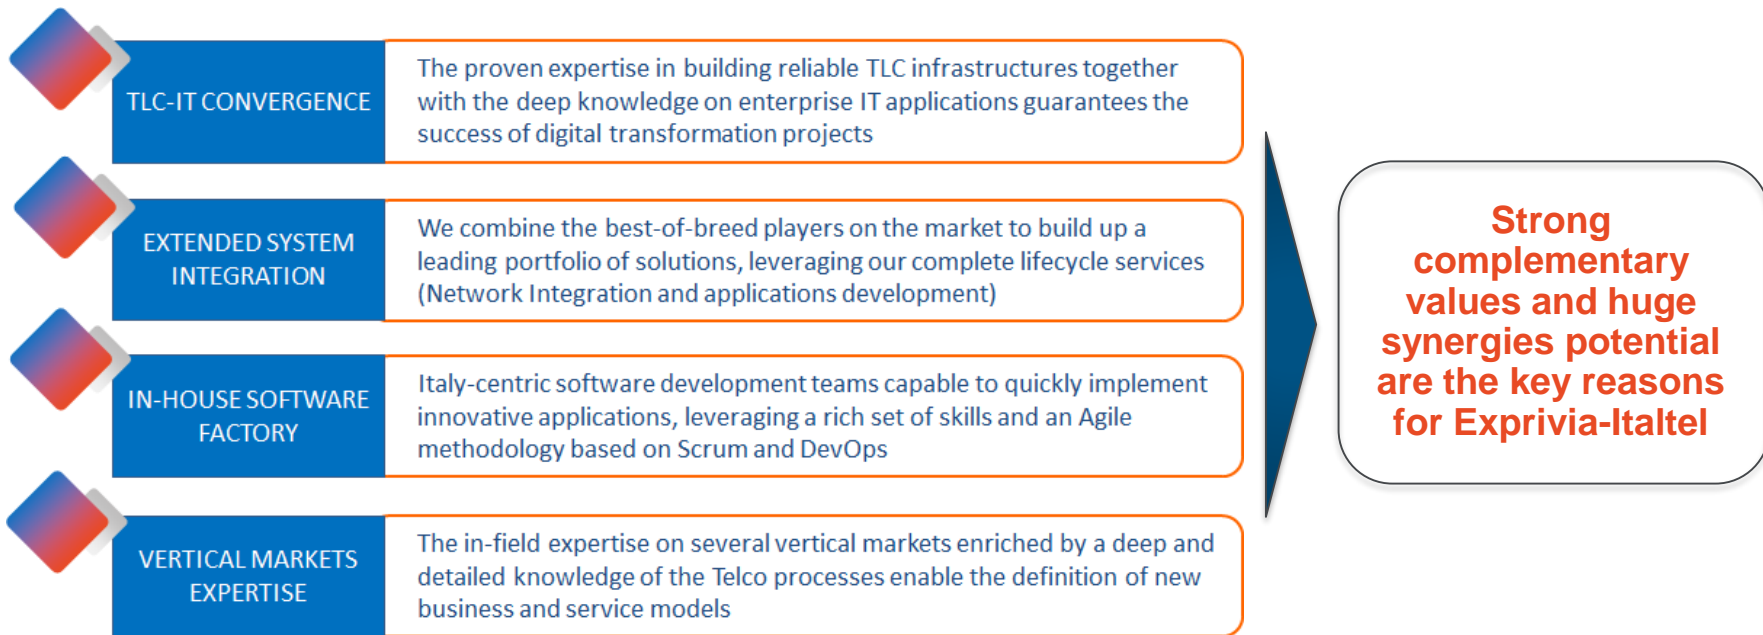 TLC-IT CONVERGENCE
The proven expertise in building reliable TLC infrastructures together
with the deep knowledge on enterprise IT applications guarantees the
success of digital transformation projects
EXTENDED SYSTEM
INTEGRATION
We combine the best-of-breed players on the market to build up a
leading portfolio of solutions, leveraging our complete lifecycle services
(Network Integration and applications development)
IN-HOUSE SOFTWARE
FACTORY
Italy-centric software development teams capable to quickly implement
innovative applications, leveraging a rich set of skills and an Agile
methodology based on Scrum and DevOps
VERTICAL MARKETS
EXPERTISE
The in-field expertise on several vertical markets enriched by a deep and
detailed knowledge of the Telco processes enable the definition of new
business and service models
Strong
complementary
values and huge
synergies potential
are the key reasons
for Exprivia-Italtel